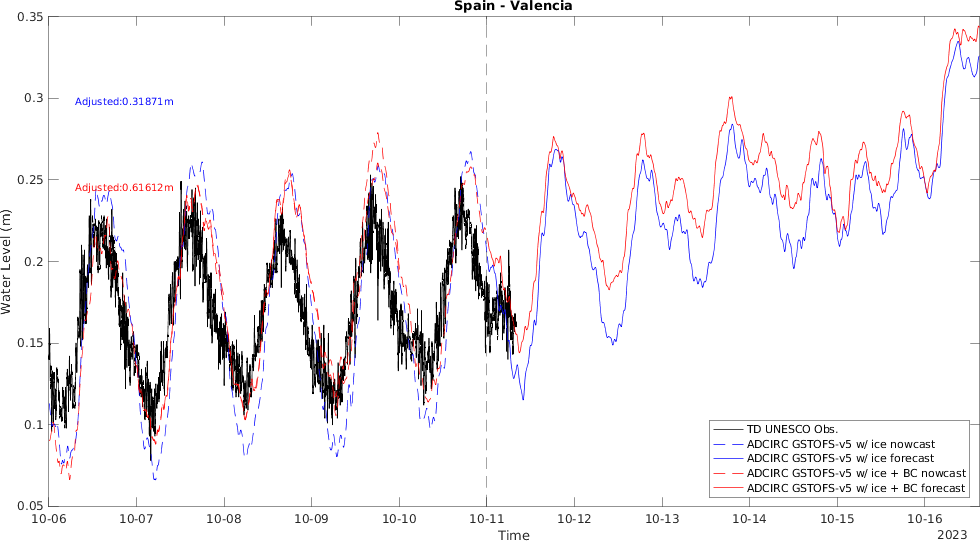 Spain - Valencia
0.35
0.3
0.25
0.2
0.15
0.1
0.05
Water Level (m)
Adjusted:0.31871m
Adjusted:0.61612m
TD UNESCO Obs.
ADCIRC GSTOFS-v5 w/ ice nowcast
ADCIRC GSTOFS-v5 w/ ice forecast
ADCIRC GSTOFS-v5 w/ ice + BC nowcast
ADCIRC GSTOFS-v5 w/ ice + BC forecast
10-06 10-07 10-08 10-09 10-10 10-11 10-12 10-13 10-14 10-15 10-16
Time
2023